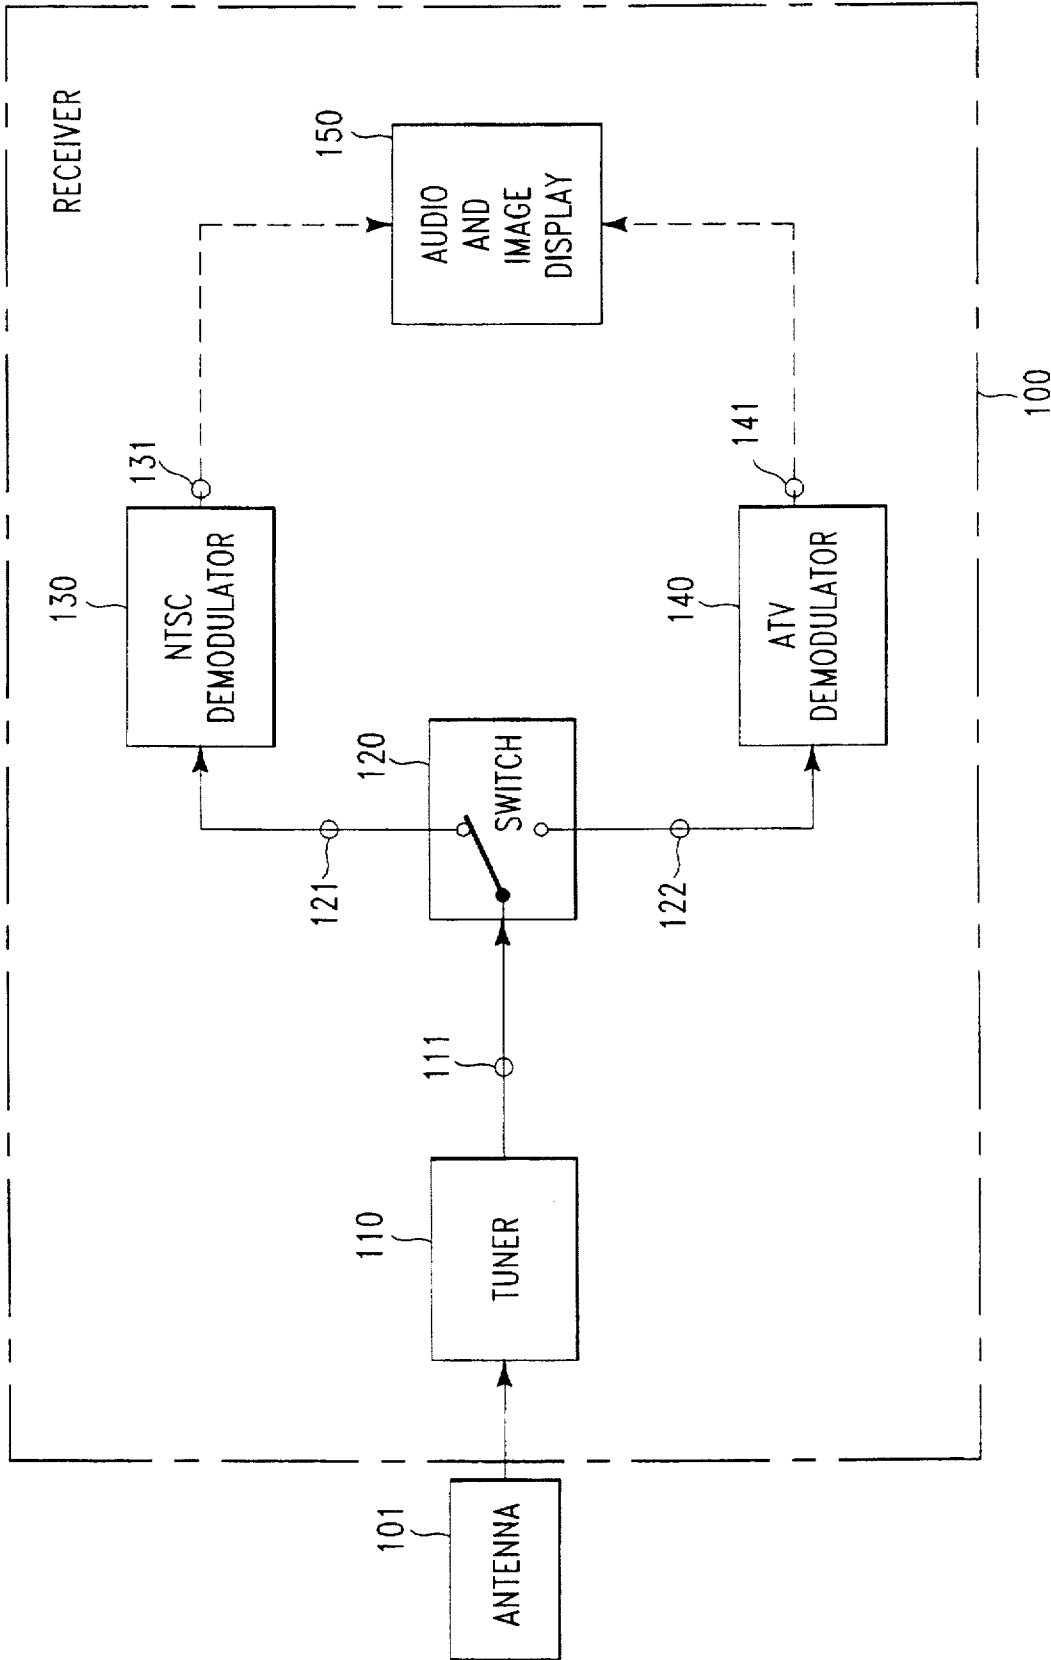 RECEIVER
130
NTSC
DEMODULATOR
131
150
AUDIO
AND
IMAGE
DISPLAY
121
120
SWITCH
101
ANTENNA
110
TUNER
111
122
140
ATV
DEMODULATOR
141
100